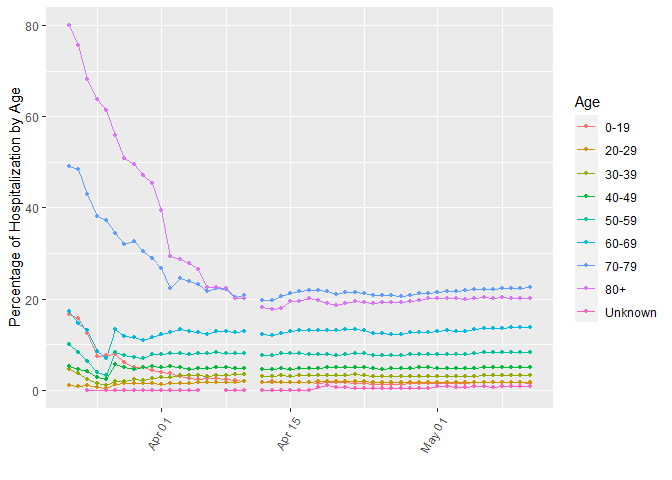 Percentage of Hospitalization by Age
80
60
40
20
0
Apr 01
Apr 15
May 01
Age
0-19
20-29
30-39
40-49
50-59
60-69
70-79
80+
Unknown